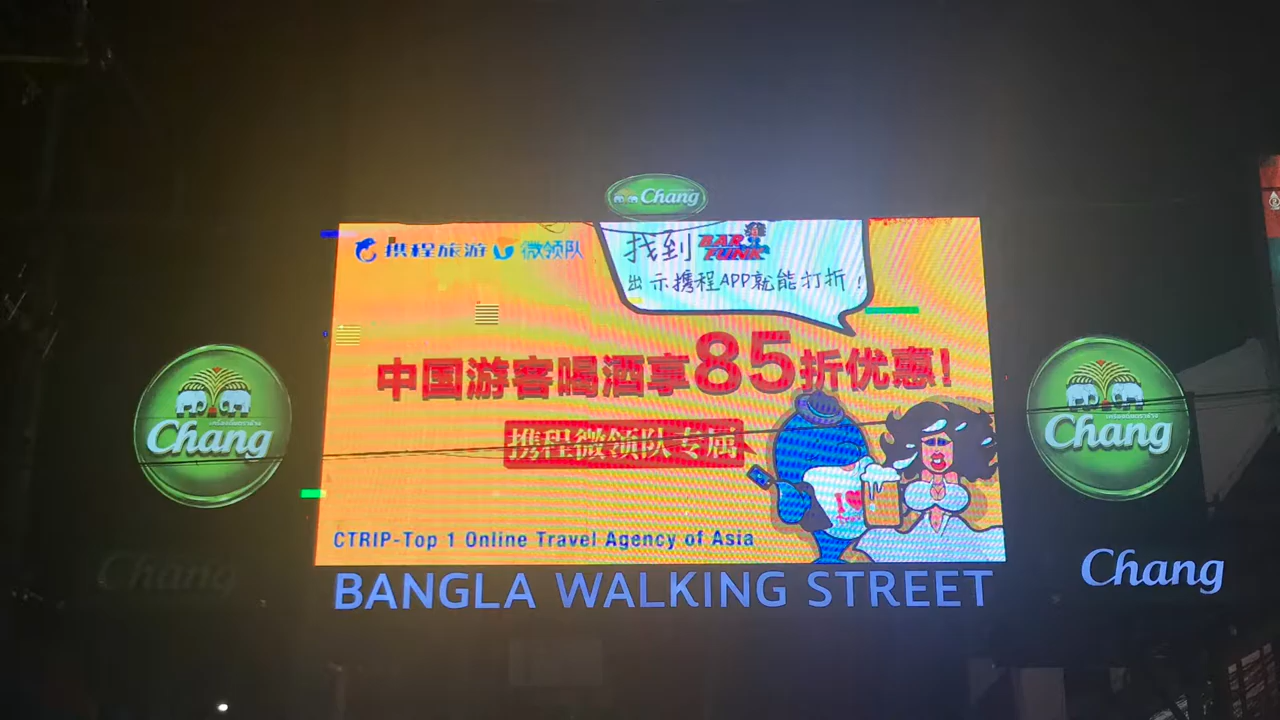 Chang
携程旅游 微领队
找到 BAR PUNK
出示携程APP就能打折！
中国游客喝酒享85折优惠！
携程微领队专属
I
CTRIP-Top 1 Online Travel Agency of Asia
Chang
Chang
BANGLA WALKING STREET
Chang
Chang